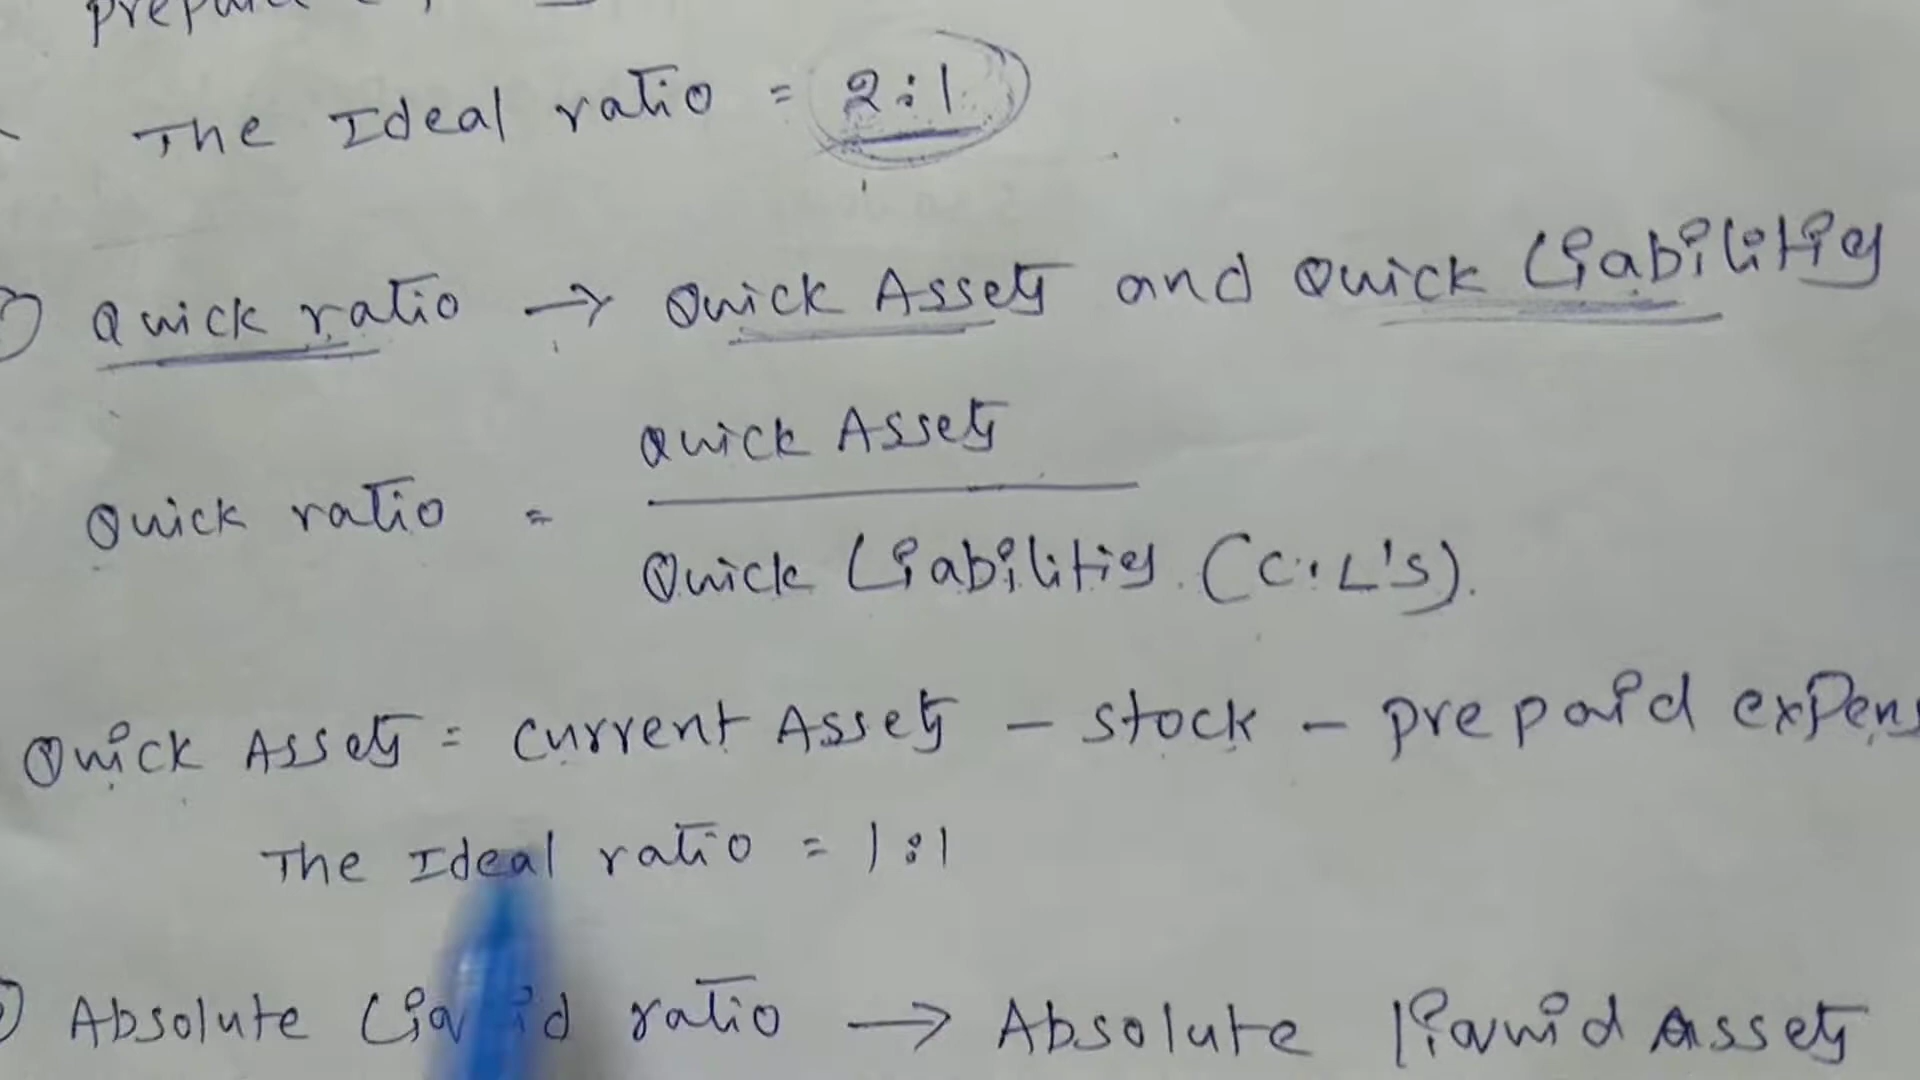 The Ideal ratio = 2:1
Quick ratio → Quick Assets and Quick Liabilities
Quick Assets
Quick ratio =
Quick Liabilities (C.L's).
Quick Assets = Current Assets - Stock - prepaid expens
The Ideal ratio = 1:1
Absolute Liquid ratio → Absolute liquid Assets